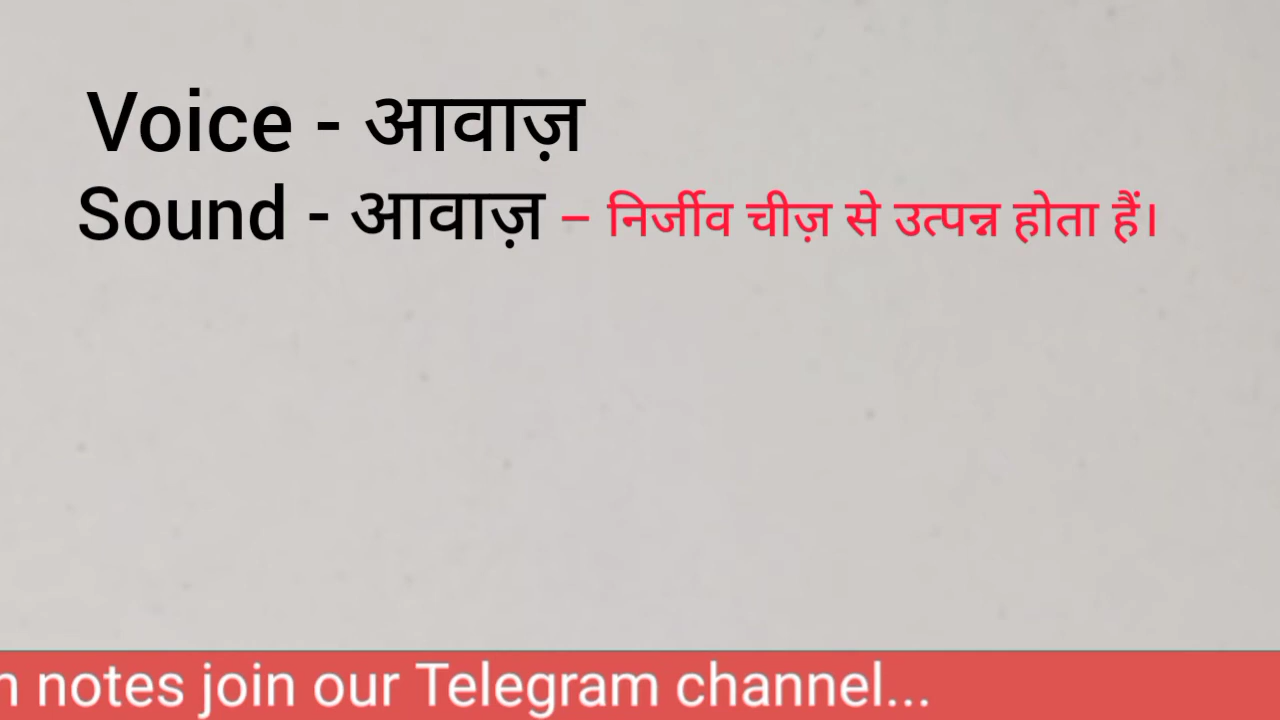 Voice - आवाज़
Sound - आवाज़ – निर्जीव चीज़ से उत्पन्न होता हैं।
notes join our Telegram channel...